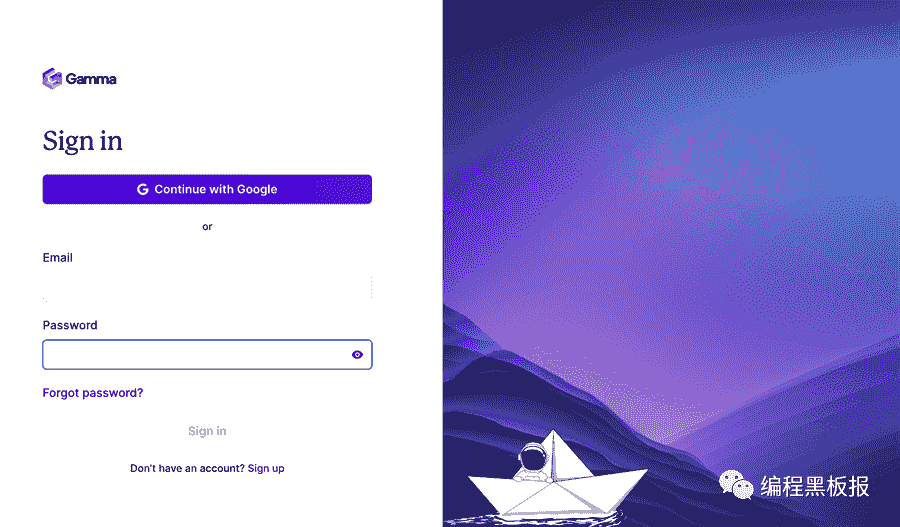 Gamma
Sign in
G Continue with Google
or
Email
Password
Forgot password?
Sign in
Don't have an account? Sign up
编程黑板报